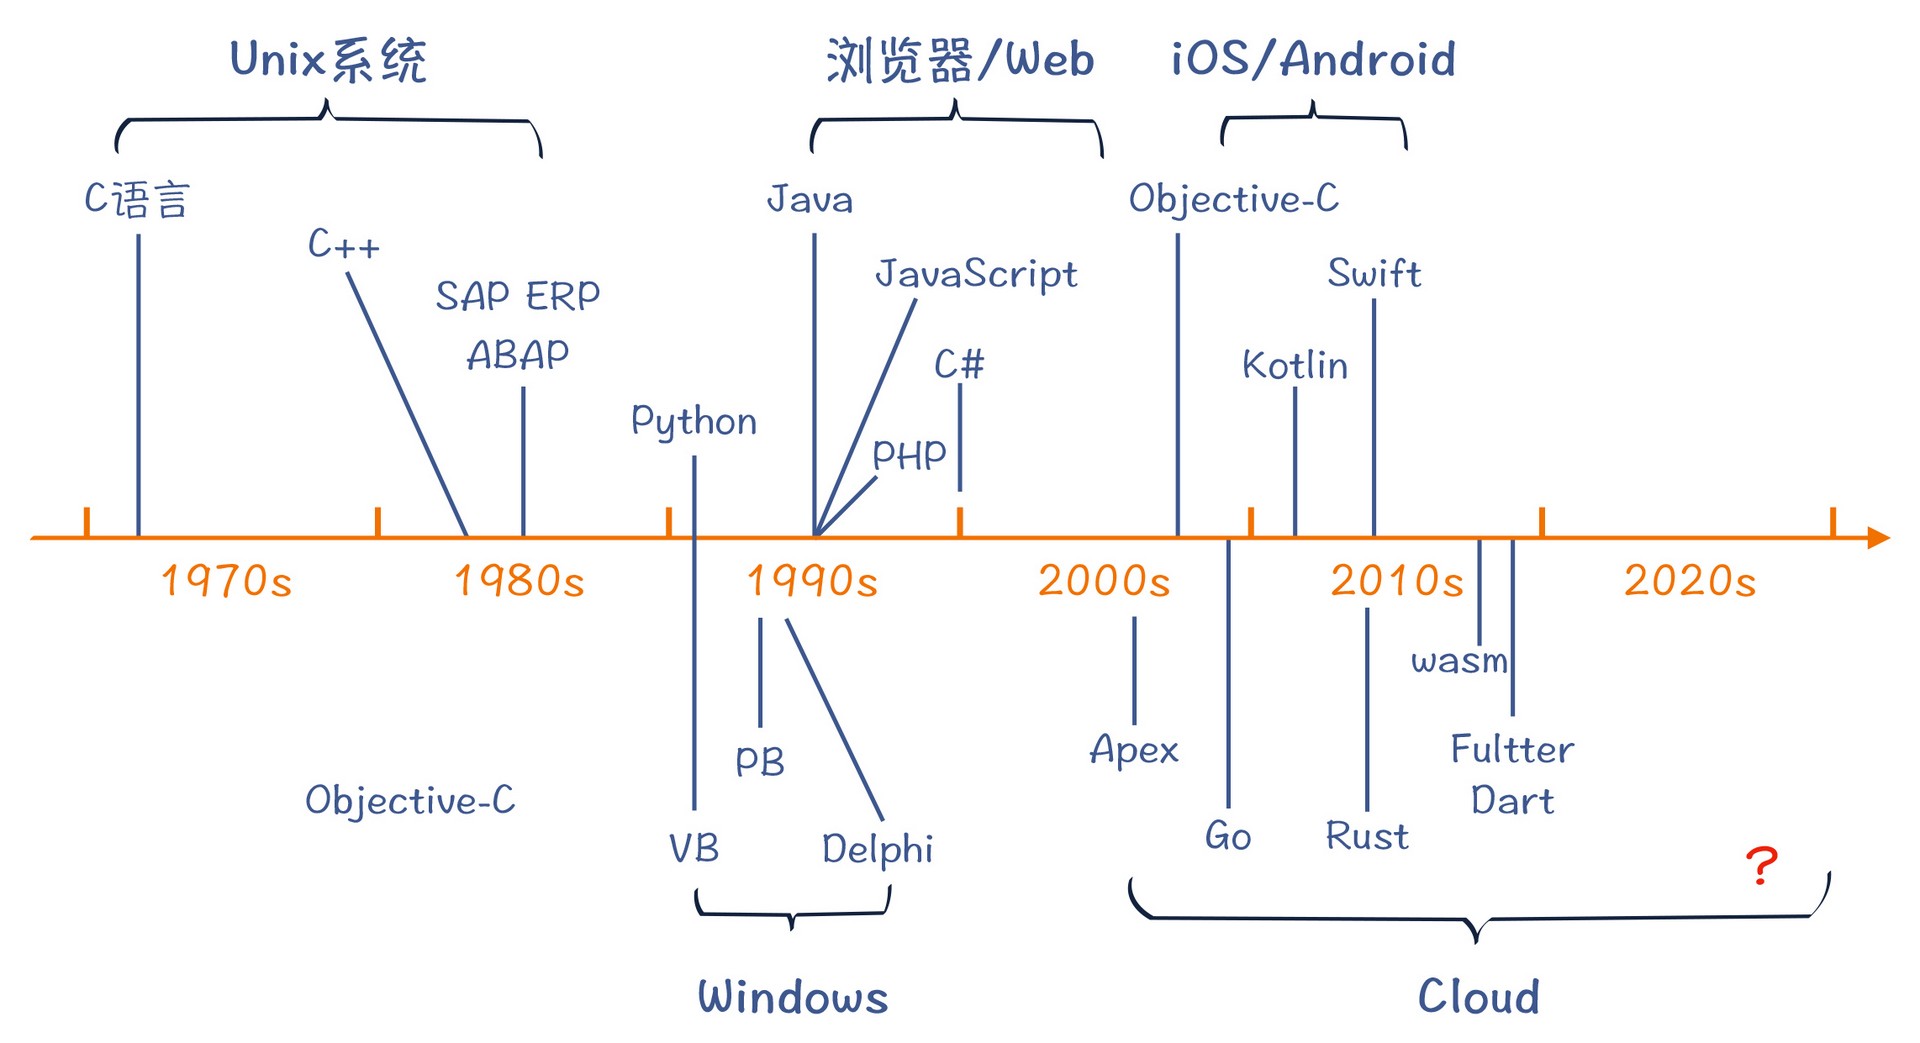 Unix系统
浏览器/Web
iOS/Android
C语言
Java
Objective-C
C++
JavaScript
Swift
SAP ERP
ABAP
C#
Kotlin
Python
PHP
1970s
1980s
1990s
2000s
2010s
2020s
wasm
PB
Apex
Fultter
Dart
Objective-C
VB
Delphi
Go
Rust
?
Windows
Cloud